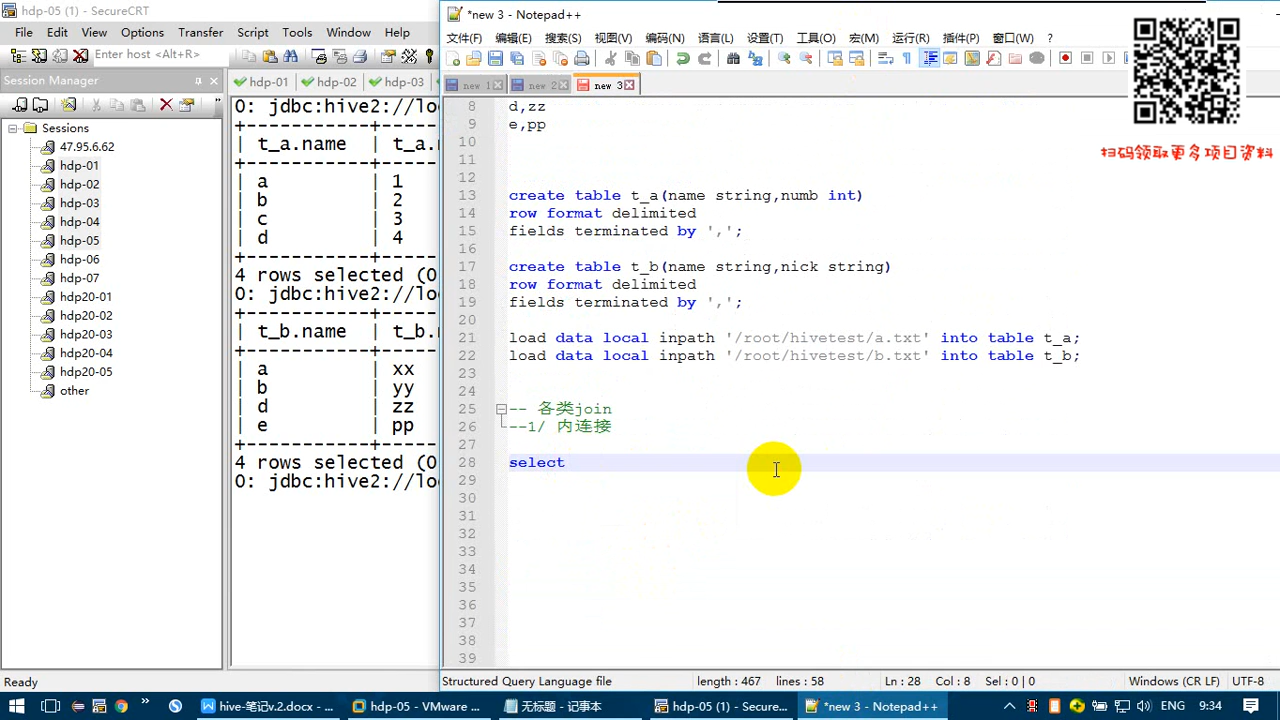 hdp-05 (1) - SecureCRT
File Edit View Options Transfer Script Tools Window Help
Enter host <Alt+R>
Session Manager
hdp-01 hdp-02 hdp-03
Sessions
47.95.6.62
hdp-01
hdp-02
hdp-03
hdp-04
hdp-05
hdp-06
hdp-07
hdp20-01
hdp20-02
hdp20-03
hdp20-04
hdp20-05
other
0: jdbc:hive2://lo
| t_a.name | t_a.
| a | 1
| b | 2
| c | 3
| d | 4
4 rows selected (0
0: jdbc:hive2://lo
| t_b.name | t_b.
| a | xx
| b | yy
| d | zz
| e | pp
4 rows selected (0
0: jdbc:hive2://lo
Ready
*new 3 - Notepad++
文件(F) 编辑(E) 搜索(S) 视图(V) 编码(N) 语言(L) 设置(T) 工具(O) 宏(M) 运行(R) 插件(P) 窗口(W) ?
new 1 new 2 new 3
8 d,zz
9 e,pp
10
11
12
13 create table t_a(name string,numb int)
14 row format delimited
15 fields terminated by ',';
16
17 create table t_b(name string,nick string)
18 row format delimited
19 fields terminated by ',';
20
21 load data local inpath '/root/hivetest/a.txt' into table t_a;
22 load data local inpath '/root/hivetest/b.txt' into table t_b;
23
24
25 -- 各类join
26 --1/ 内连接
27
28 select
29
30
31
32
33
34
35
36
37
38
39
扫码领取更多项目资料
Structured Query Language file length : 467 lines : 58 Ln : 28 Col : 8 Sel : 0 | 0 Windows (CR LF) UTF-8
hive-笔记v.2.docx - ... hdp-05 - VMware ... 无标题 - 记事本 hdp-05 (1) - Secur... *new 3 - Notepad+... ENG 9:34